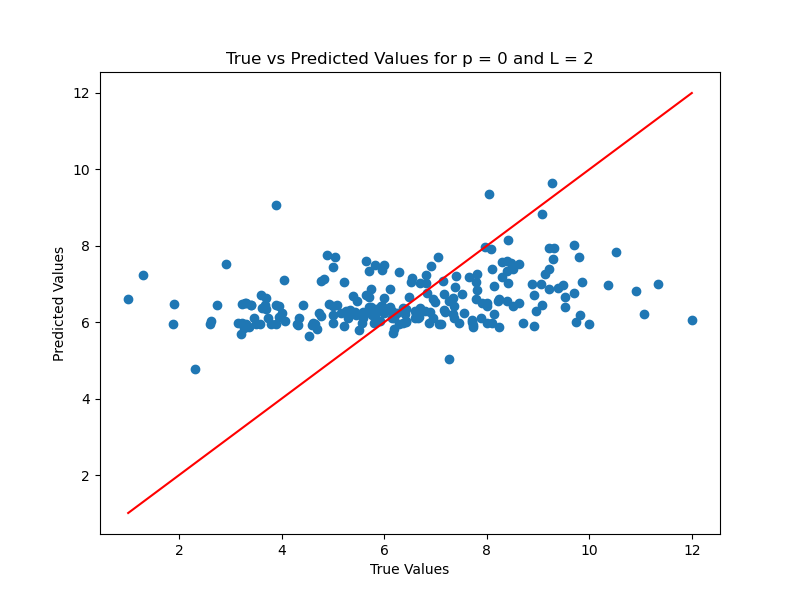 True vs Predicted Values for p = 0 and L = 2
12
10
8
6
4
2
Predicted Values
2 4 6 8 10 12
True Values